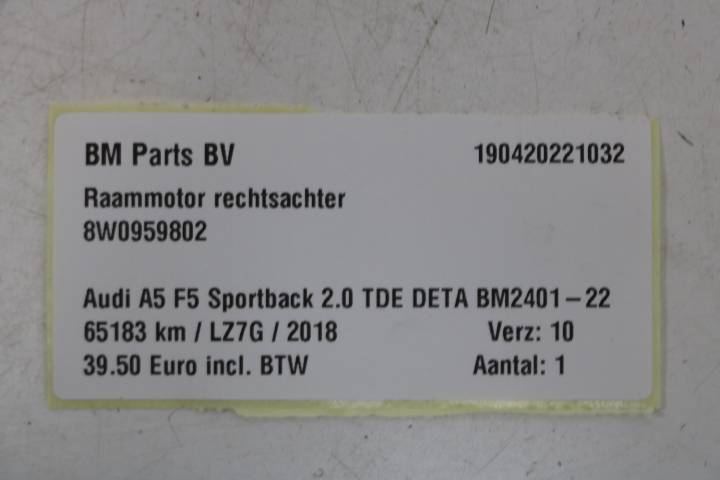 BM Parts BV 190420221032
Raammotor rechtsachter
8W0959802
Audi A5 F5 Sportback 2.0 TDE DETA BM2401-22
65183 km / LZ7G / 2018 Verz: 10
39.50 Euro incl. BTW Aantal: 1